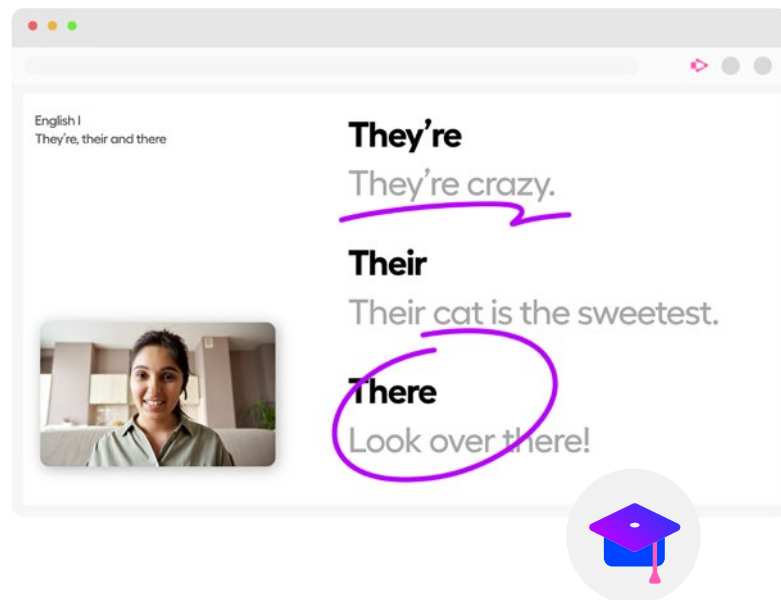 English I
They’re, their and there
They’re
They’re crazy.
Their
Their cat is the sweetest.
There
Look over there!